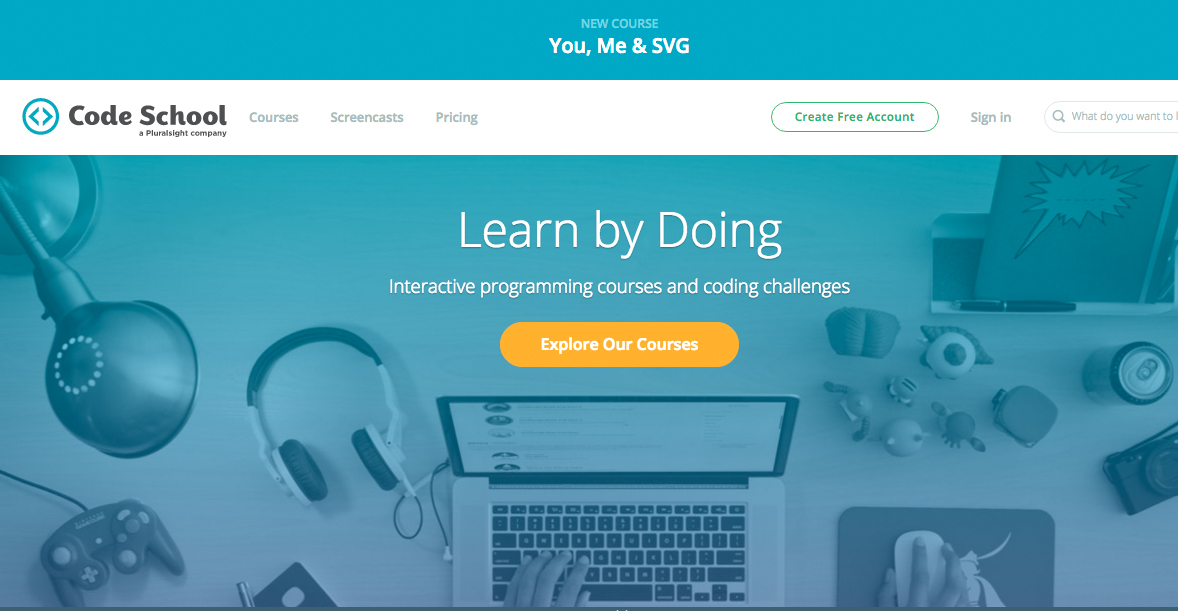 NEW COURSE
You, Me & SVG
Code School
a Pluralsight company
Courses
Screencasts
Pricing
Create Free Account
Sign in
What do you want to
Learn by Doing
Interactive programming courses and coding challenges
Explore Our Courses